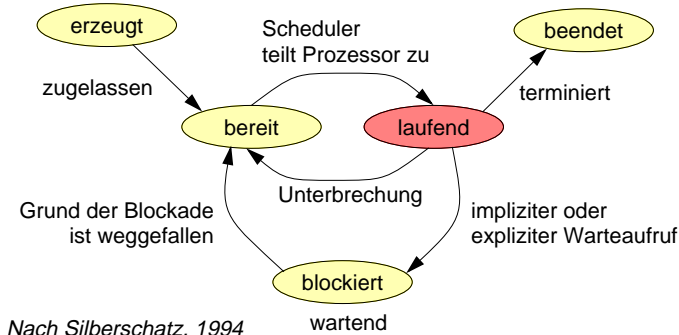 erzeugt
Scheduler
teilt Prozessor zu
beendet
zugelassen
terminiert
bereit
laufend
Unterbrechung
Grund der Blockade
ist weggefallen
impliziter oder
expliziter Warteaufruf
blockiert
wartend
Nach Silberschatz, 1994